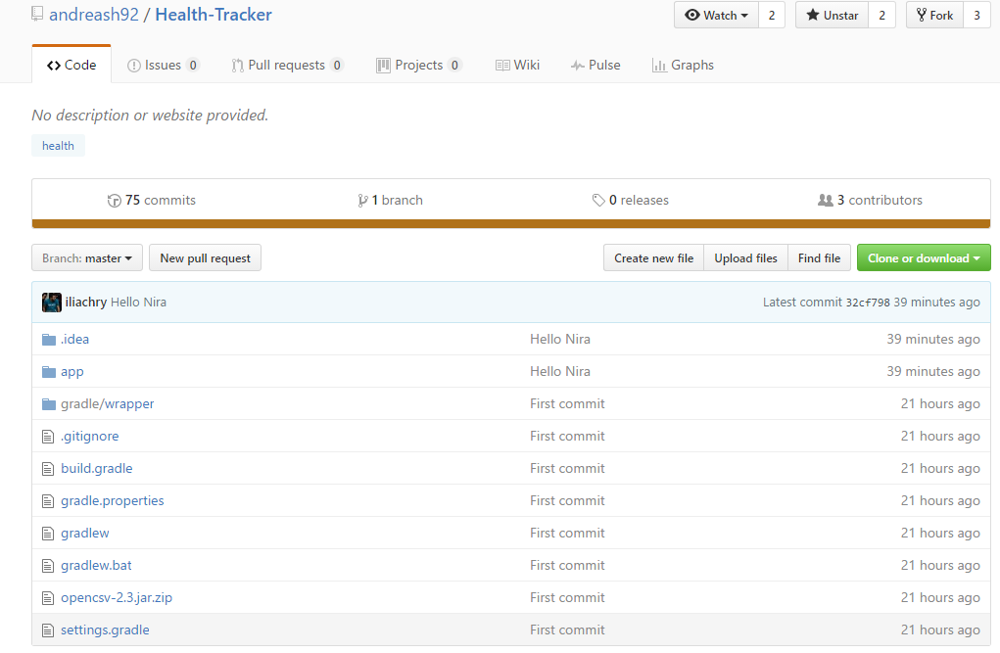 andreash92 / Health-Tracker
Watch 2 Unstar 2 Fork 3
Code Issues 0 Pull requests 0 Projects 0 Wiki Pulse Graphs
No description or website provided.
health
75 commits 1 branch 0 releases 3 contributors
Branch: master New pull request Create new file Upload files Find file Clone or download
iliachry Hello Nira Latest commit 32cf798 39 minutes ago
.idea Hello Nira 39 minutes ago
app Hello Nira 39 minutes ago
gradle/wrapper First commit 21 hours ago
.gitignore First commit 21 hours ago
build.gradle First commit 21 hours ago
gradle.properties First commit 21 hours ago
gradlew First commit 21 hours ago
gradlew.bat First commit 21 hours ago
opencsv-2.3.jar.zip First commit 21 hours ago
settings.gradle First commit 21 hours ago